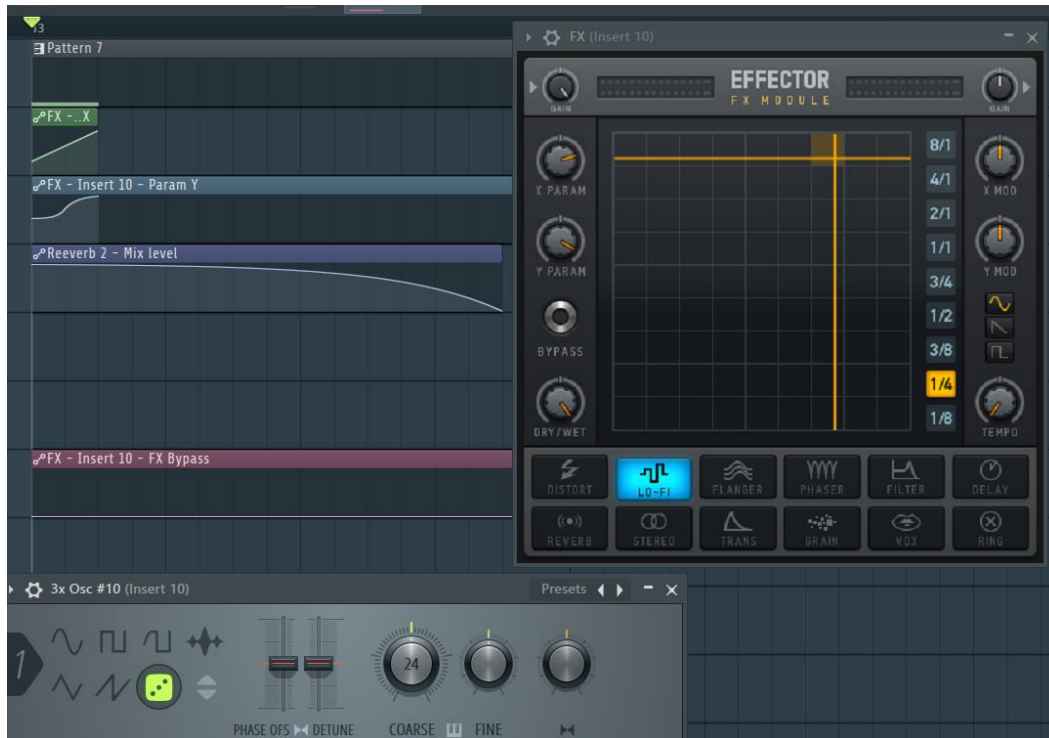 13
Pattern 7
FX -..X
FX - Insert 10 - Param Y
Reeverb 2 - Mix level
FX - Insert 10 - FX Bypass
FX (Insert 10)
EFFECTOR
FX MODULE
GAIN
GAIN
X PARAM
Y PARAM
BYPASS
DRY/WET
8/1
4/1
2/1
1/1
3/4
1/2
3/8
1/4
1/8
X MOD
Y MOD
TEMPO
DISTORT LO-FI FLANGER PHASER FILTER DELAY
REVERB STEREO TRANS GRAIN VOX RING
3x Osc #10 (Insert 10)
Presets
1
24
PHASE OFS DETUNE COARSE FINE